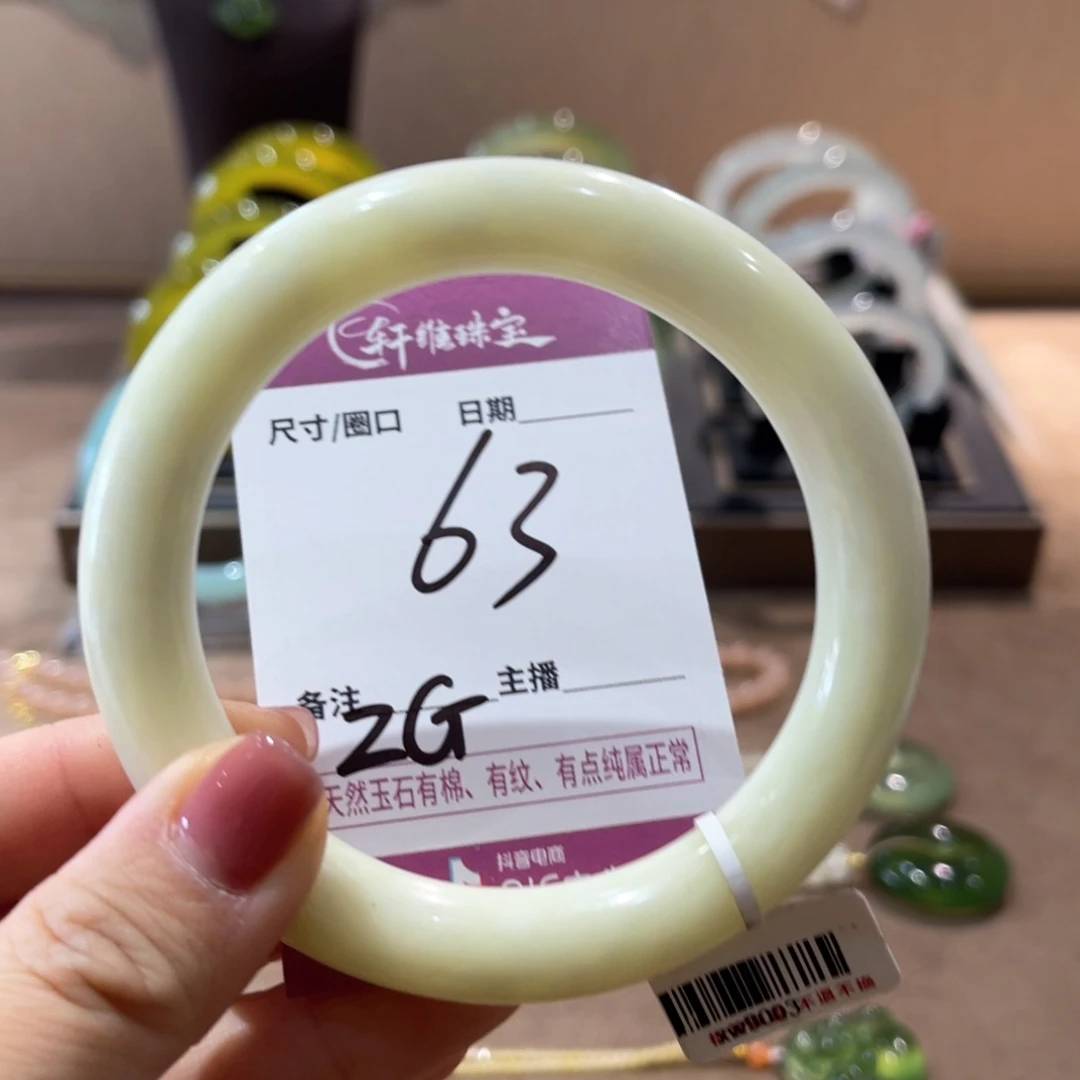 轩维珠宝
尺寸/圈口 日期
63
备注 主播
ZG
天然玉石有棉、有纹、有点纯属正常
抖音电商